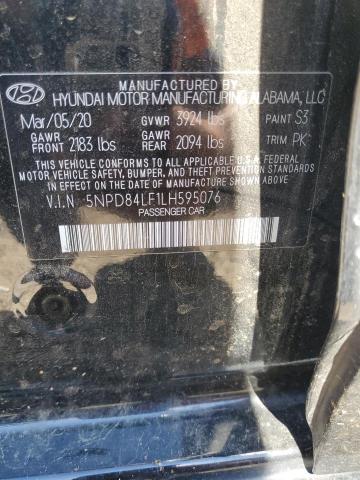 MANUFACTURED BY
HYUNDAI MOTOR MANUFACTURING ALABAMA, LLC
Mar/05/20 GVWR 3924 lbs PAINT S3
GAWR FRONT 2183 lbs GAWR REAR 2094 lbs TRIM PK
THIS VEHICLE CONFORMS TO ALL APPLICABLE U.S.A. FEDERAL
MOTOR VEHICLE SAFETY, BUMPER, AND THEFT PREVENTION STANDARDS
IN EFFECT ON THE DATE OF MANUFACTURE SHOWN ABOVE.
V.I.N 5NPD84LF1LH595076
PASSENGER CAR